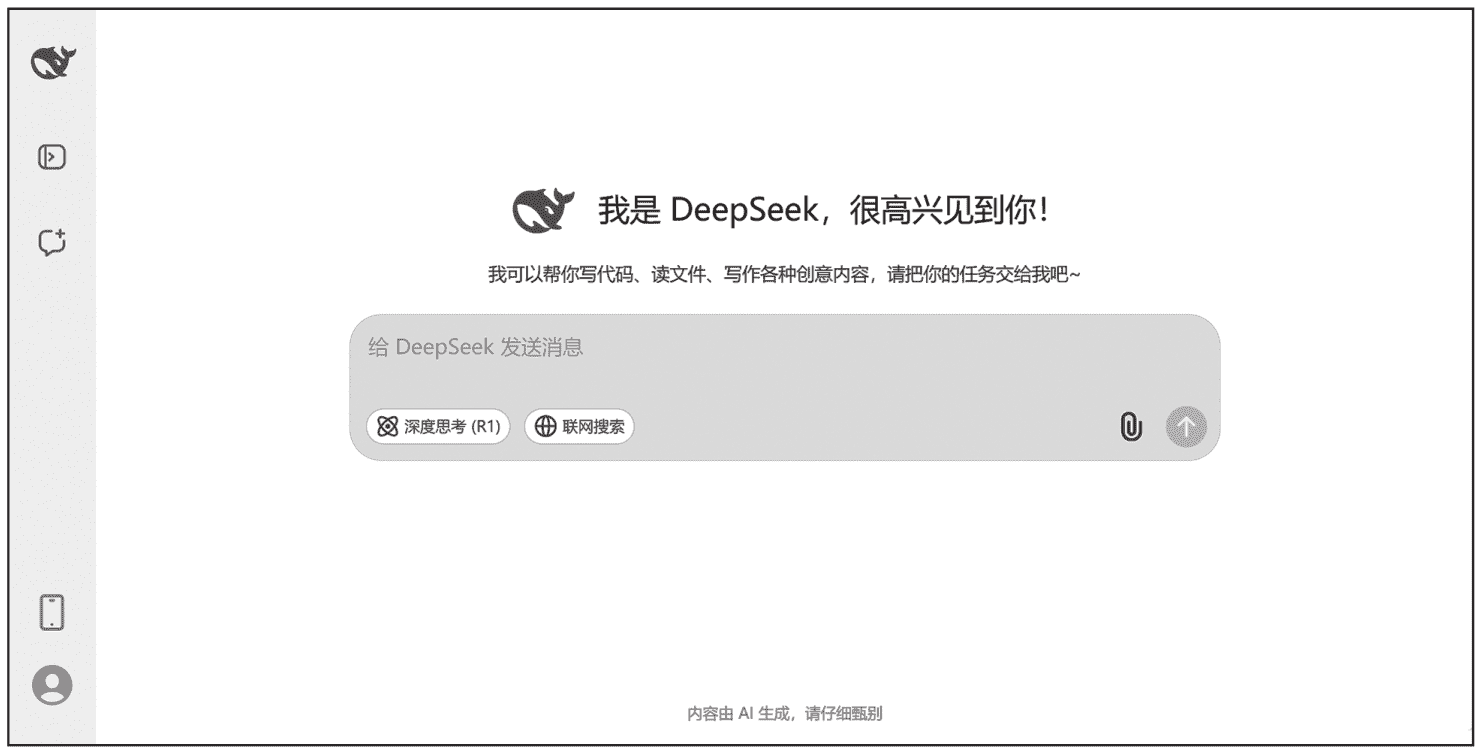 我是 DeepSeek，很高兴见到你！
我可以帮你写代码、读文件、写作各种创意内容，请把你的任务交给我吧~
给 DeepSeek 发送消息
深度思考 (R1)
联网搜索
内容由 AI 生成，请仔细甄别